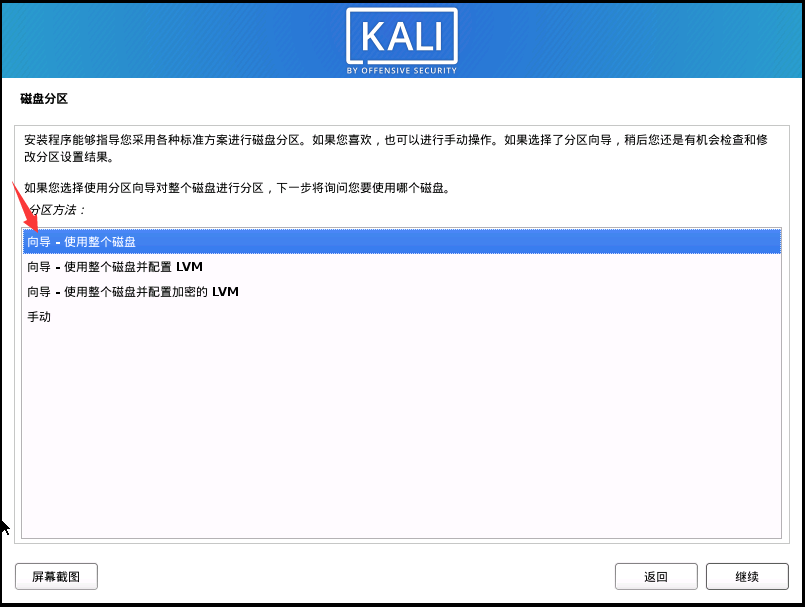 KALI
BY OFFENSIVE SECURITY
磁盘分区
安装程序能够指导您采用各种标准方案进行磁盘分区。如果您喜欢，也可以进行手动操作。如果选择了分区向导，稍后您还是有机会检查和修
改分区设置结果。
如果您选择使用分区向导对整个磁盘进行分区，下一步将询问您要使用哪个磁盘。
分区方法：
向导 - 使用整个磁盘
向导 - 使用整个磁盘并配置 LVM
向导 - 使用整个磁盘并配置加密的 LVM
手动
屏幕截图
返回
继续